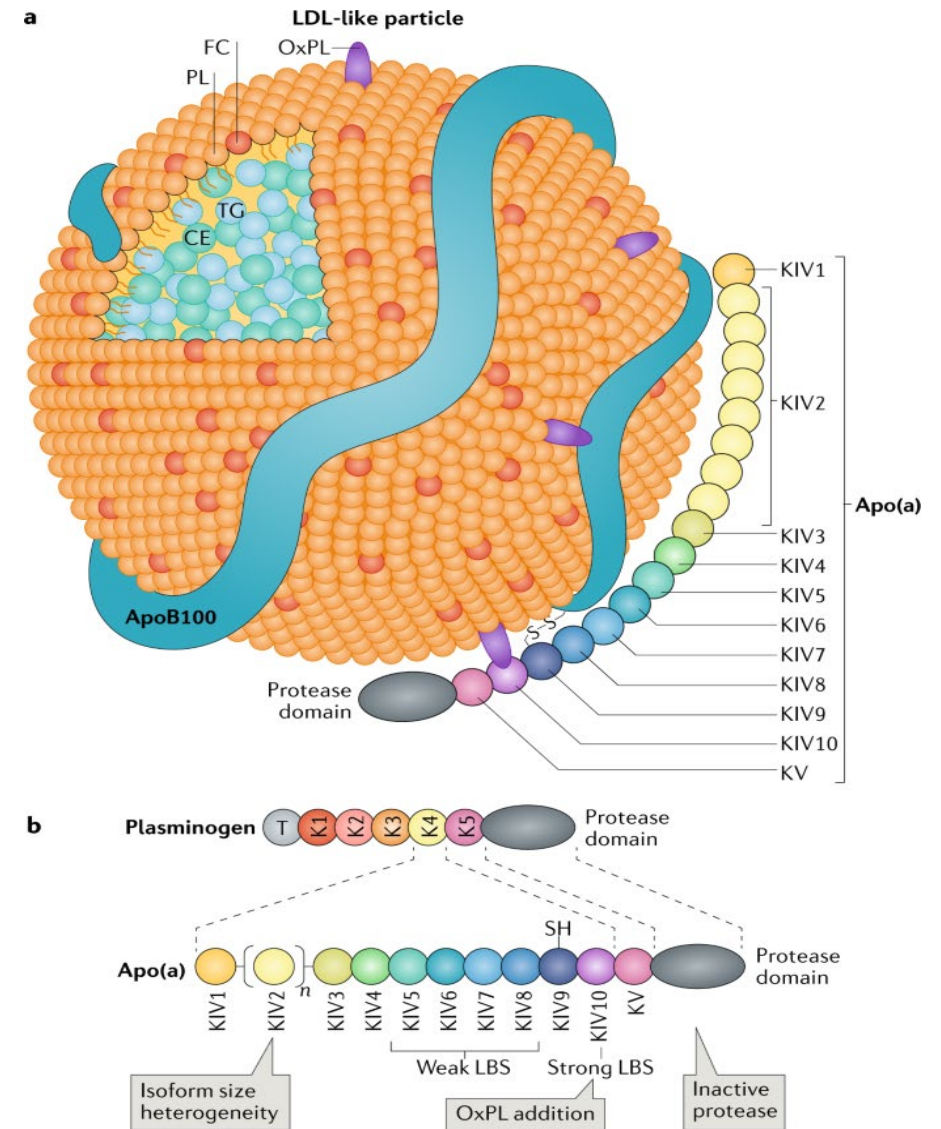 a
LDL-like particle
FC
OxPL
PL
TG
CE
KIV1
KIV2
Apo(a)
KIV3
KIV4
KIV5
KIV6
KIV7
KIV8
KIV9
KIV10
KV
ApoB100
S-S
Protease
domain
b
Plasminogen
T
K1
K2
K3
K4
K5
Protease
domain
SH
Apo(a)
n
Protease
domain
KIV1
KIV2
KIV3
KIV4
KIV5
KIV6
KIV7
KIV8
KIV9
KIV10
KV
Weak LBS
Strong LBS
Isoform size
heterogeneity
OxPL addition
Inactive
protease